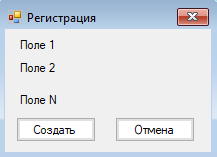 Регистрация
Поле 1
Поле 2
Поле N
Создать
Отмена